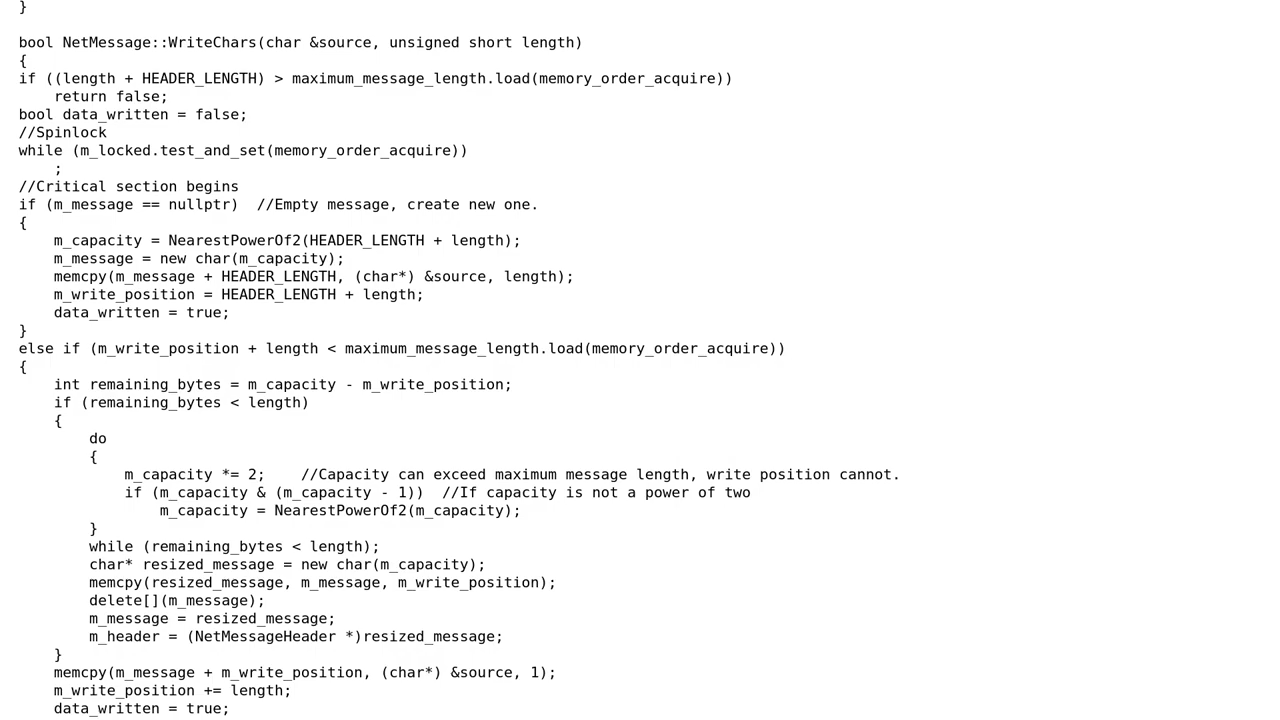 }
bool NetMessage::WriteChars(char &source, unsigned short length)
{
if ((length + HEADER_LENGTH) > maximum_message_length.load(memory_order_acquire))
    return false;
bool data_written = false;
//Spinlock
while (m_locked.test_and_set(memory_order_acquire))
    ;
//Critical section begins
if (m_message == nullptr)  //Empty message, create new one.
{
    m_capacity = NearestPowerOf2(HEADER_LENGTH + length);
    m_message = new char(m_capacity);
    memcpy(m_message + HEADER_LENGTH, (char*) &source, length);
    m_write_position = HEADER_LENGTH + length;
    data_written = true;
}
else if (m_write_position + length < maximum_message_length.load(memory_order_acquire))
{
    int remaining_bytes = m_capacity - m_write_position;
    if (remaining_bytes < length)
    {
        do
        {
            m_capacity *= 2;    //Capacity can exceed maximum message length, write position cannot.
            if (m_capacity & (m_capacity - 1))  //If capacity is not a power of two
                m_capacity = NearestPowerOf2(m_capacity);
        }
        while (remaining_bytes < length);
        char* resized_message = new char(m_capacity);
        memcpy(resized_message, m_message, m_write_position);
        delete[](m_message);
        m_message = resized_message;
        m_header = (NetMessageHeader *)resized_message;
    }
    memcpy(m_message + m_write_position, (char*) &source, 1);
    m_write_position += length;
    data_written = true;